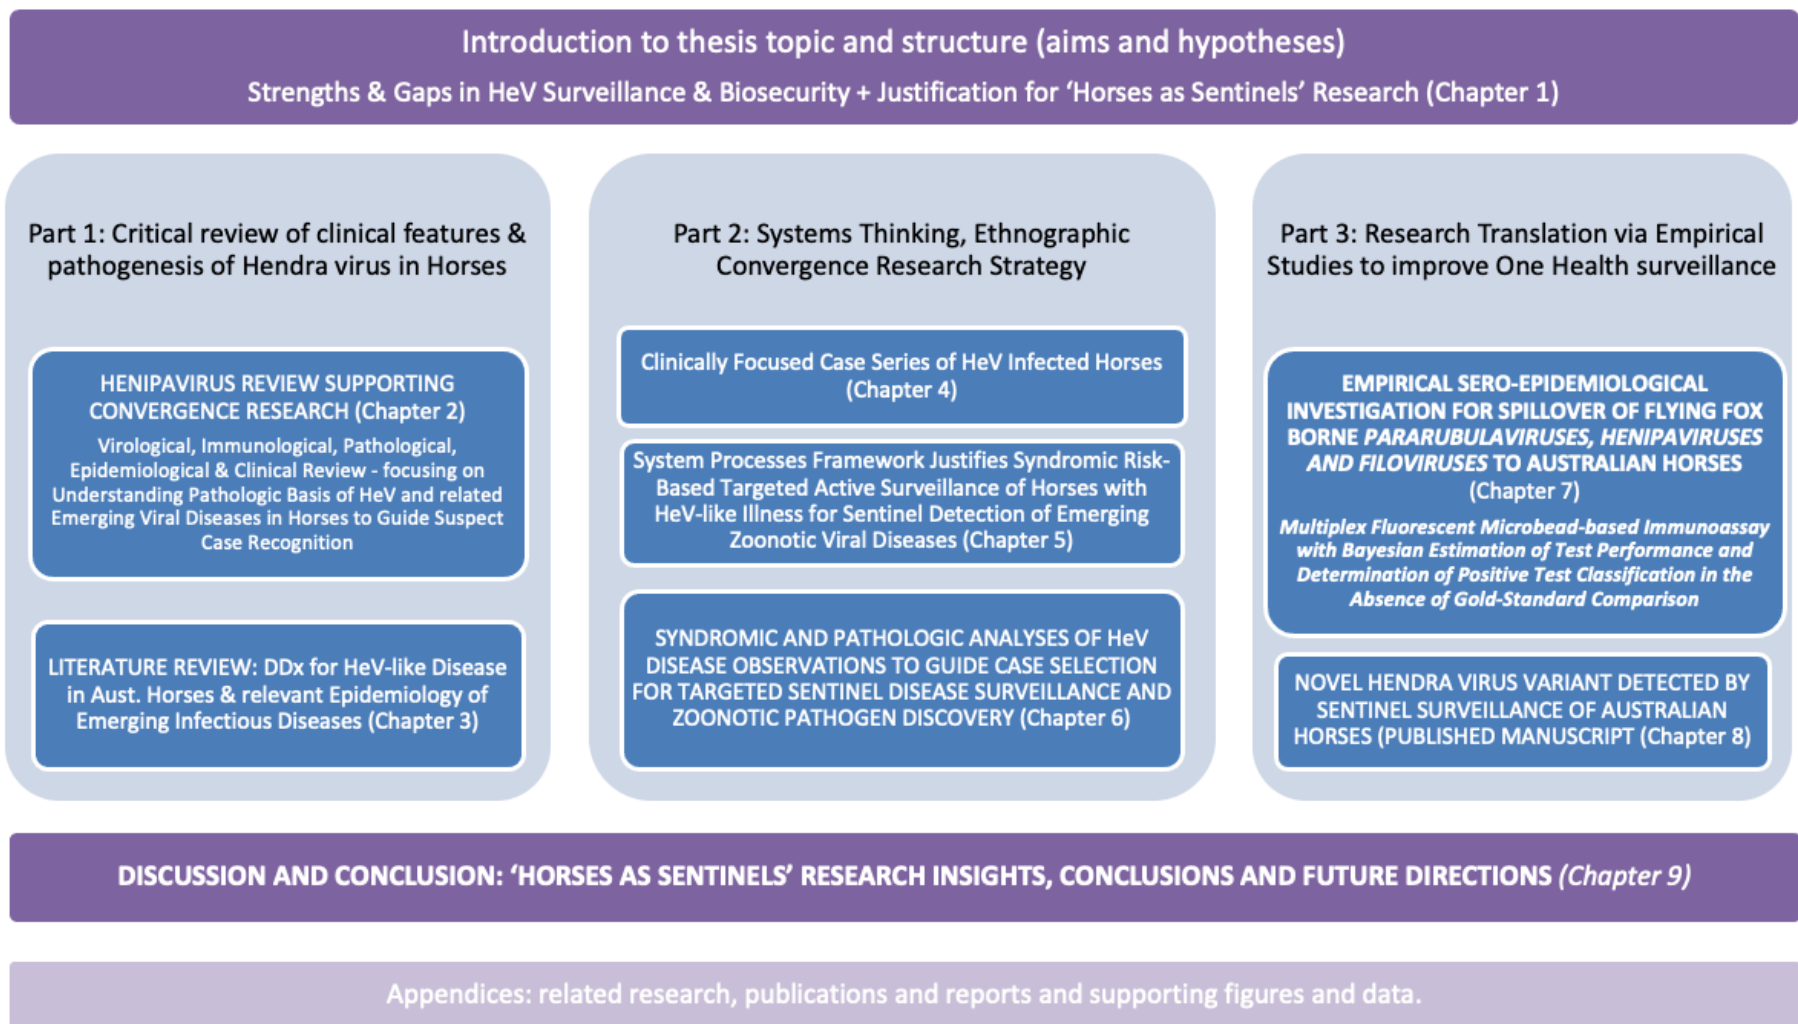 Introduction to thesis topic and structure (aims and hypotheses)
Strengths & Gaps in HeV Surveillance & Biosecurity + Justification for ‘Horses as Sentinels’ Research (Chapter 1)
Part 1: Critical review of clinical features &
pathogenesis of Hendra virus in Horses
HENIPAVIRUS REVIEW SUPPORTING
CONVERGENCE RESEARCH (Chapter 2)
Virological, Immunological, Pathological,
Epidemiological & Clinical Review - focusing on
Understanding Pathologic Basis of HeV and related
Emerging Viral Diseases in Horses to Guide Suspect
Case Recognition
LITERATURE REVIEW: DDx for HeV-like Disease
in Aust. Horses & relevant Epidemiology of
Emerging Infectious Diseases (Chapter 3)
Part 2: Systems Thinking, Ethnographic
Convergence Research Strategy
Clinically Focused Case Series of HeV Infected Horses
(Chapter 4)
System Processes Framework Justifies Syndromic Risk-
Based Targeted Active Surveillance of Horses with
HeV-like Illness for Sentinel Detection of Emerging
Zoonotic Viral Diseases (Chapter 5)
SYNDROMIC AND PATHOLOGIC ANALYSES OF HeV
DISEASE OBSERVATIONS TO GUIDE CASE SELECTION
FOR TARGETED SENTINEL DISEASE SURVEILLANCE AND
ZOONOTIC PATHOGEN DISCOVERY (Chapter 6)
Part 3: Research Translation via Empirical
Studies to improve One Health surveillance
EMPIRICAL SERO-EPIDEMIOLOGICAL
INVESTIGATION FOR SPILLOVER OF FLYING FOX
BORNE PARARUBULAVIRUSES, HENIPAVIRUSES
AND FILOVIRUSES TO AUSTRALIAN HORSES
(Chapter 7)
Multiplex Fluorescent Microbead-based Immunoassay
with Bayesian Estimation of Test Performance and
Determination of Positive Test Classification in the
Absence of Gold-Standard Comparison
NOVEL HENDRA VIRUS VARIANT DETECTED BY
SENTINEL SURVEILLANCE OF AUSTRALIAN
HORSES (PUBLISHED MANUSCRIPT (Chapter 8)
DISCUSSION AND CONCLUSION: ‘HORSES AS SENTINELS’ RESEARCH INSIGHTS, CONCLUSIONS AND FUTURE DIRECTIONS (Chapter 9)
Appendices: related research, publications and reports and supporting figures and data.